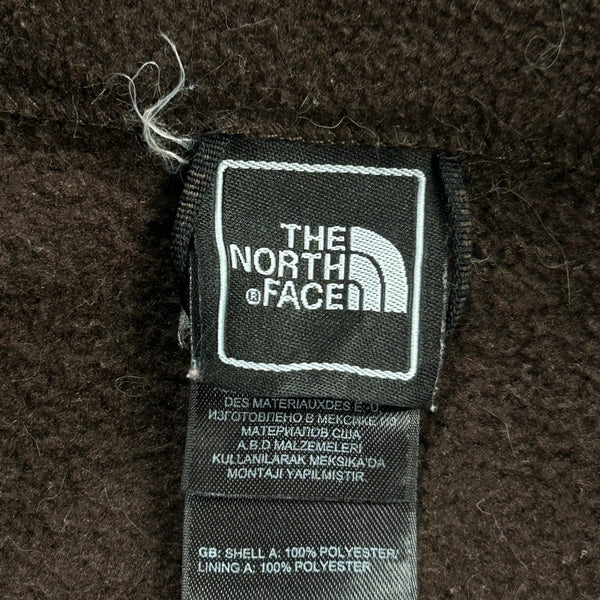 THE
NORTH
® FACE
DES MATERIAUXDES E.-U
ИЗГОТОВЛЕНО В МЕКСИКЕ ИЗ
МАТЕРИАЛОВ США
A.B.D MALZEMELERİ
KULLANILARAK MEKSİKA'DA
MONTAJI YAPILMIŞTIR
GB: SHELL A: 100% POLYESTER/
LINING A: 100% POLYESTER